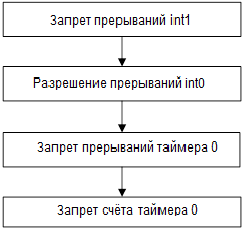 Запрет прерываний int1
Разрешение прерываний int0
Запрет прерываний таймера 0
Запрет счёта таймера 0